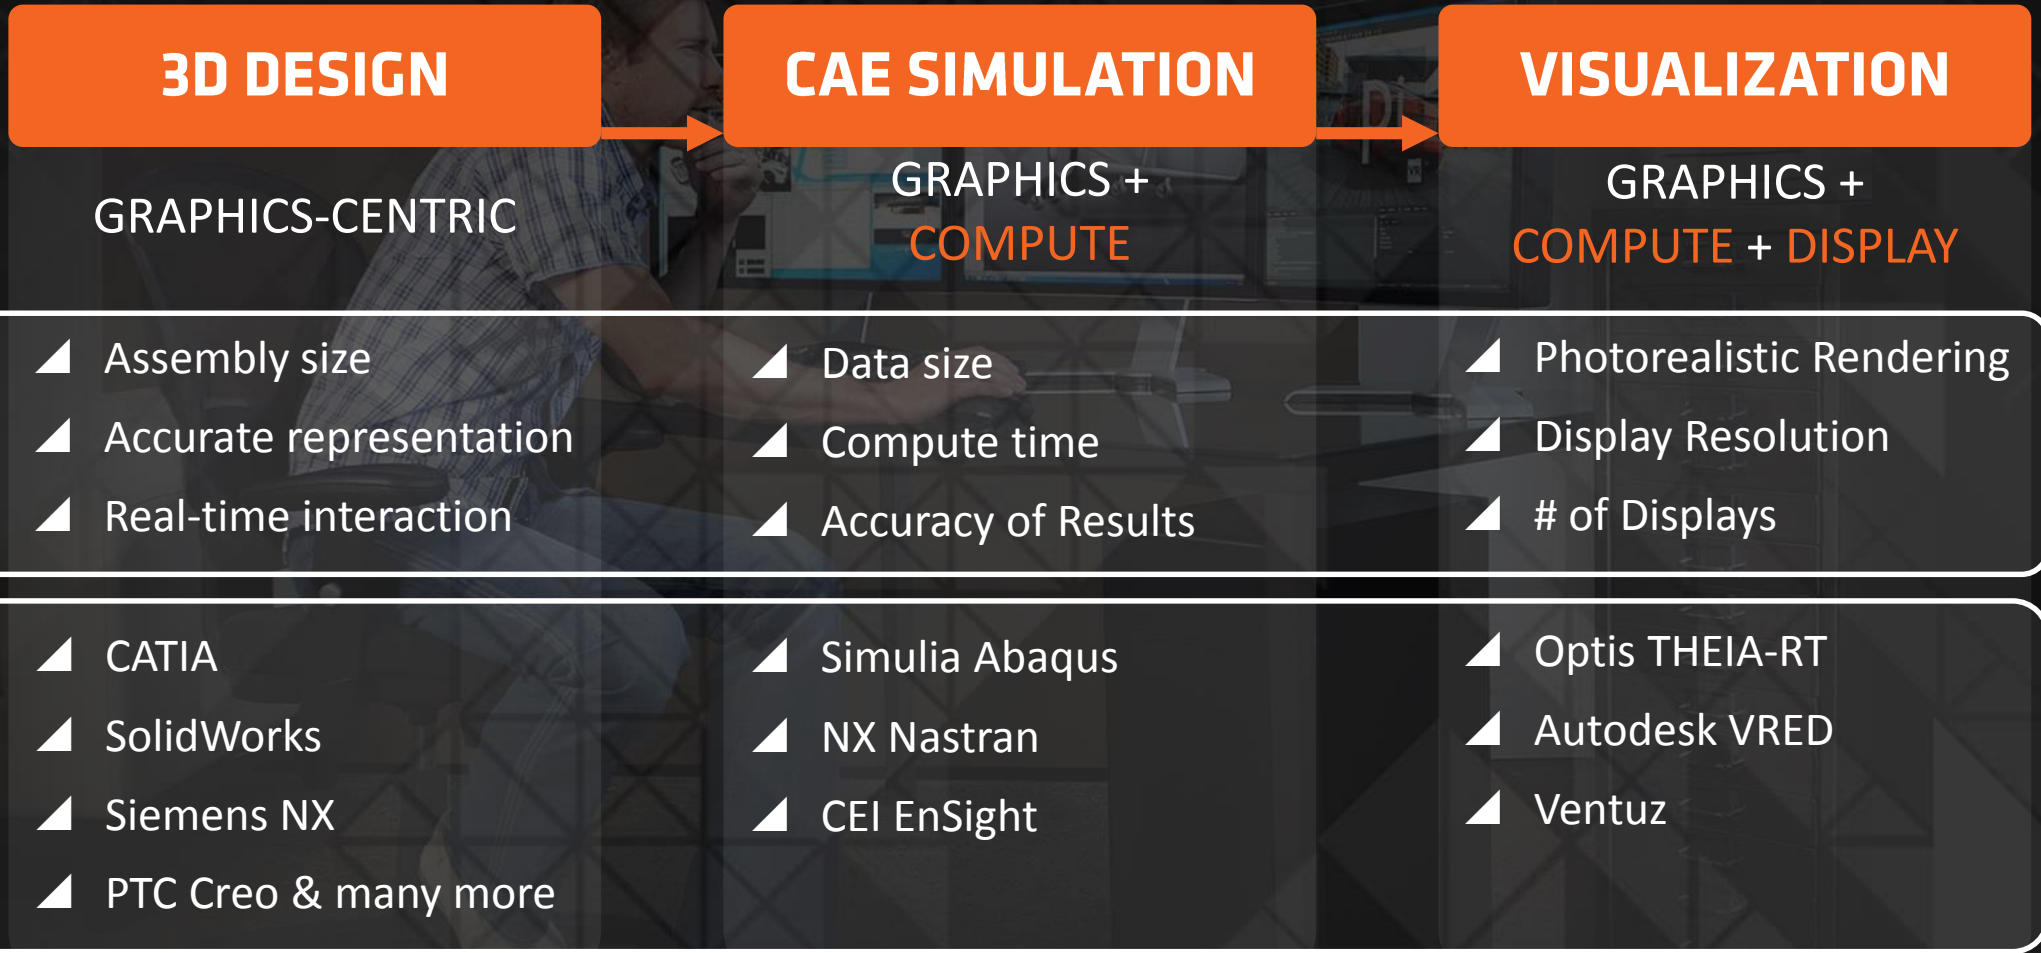 3D DESIGN
GRAPHICS-CENTRIC
CAE SIMULATION
GRAPHICS +
COMPUTE
VISUALIZATION
GRAPHICS +
COMPUTE + DISPLAY
Assembly size
Accurate representation
Real-time interaction
Data size
Compute time
Accuracy of Results
Photorealistic Rendering
Display Resolution
# of Displays
CATIA
SolidWorks
Siemens NX
PTC Creo & many more
Simulia Abaqus
NX Nastran
CEI EnSight
Optis THEIA-RT
Autodesk VRED
Ventuz